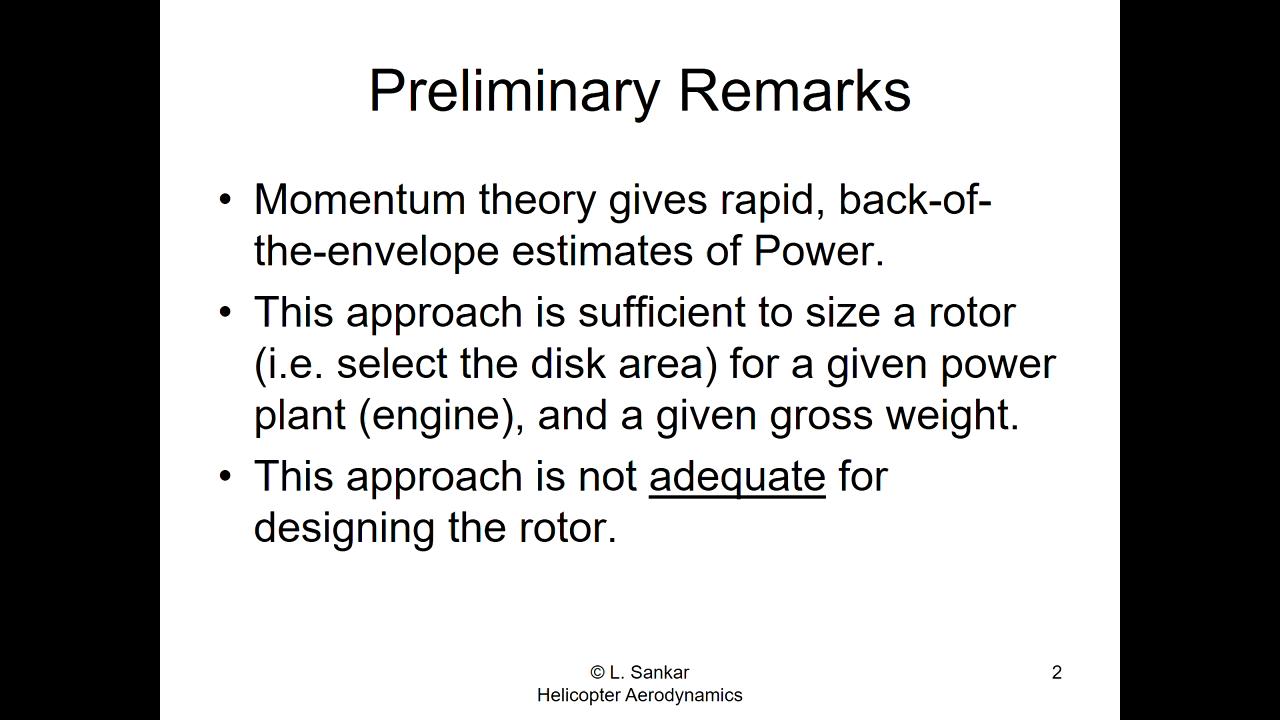 Preliminary Remarks
• Momentum theory gives rapid, back-of-
the-envelope estimates of Power.
• This approach is sufficient to size a rotor
(i.e. select the disk area) for a given power
plant (engine), and a given gross weight.
• This approach is not adequate for
designing the rotor.
© L. Sankar
Helicopter Aerodynamics
2